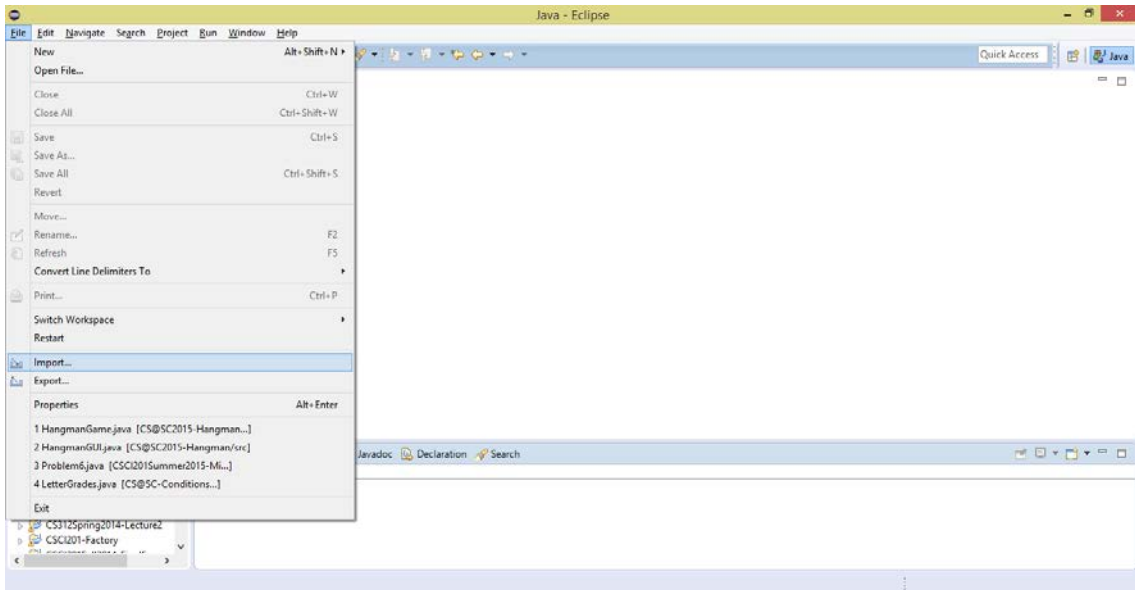 Java - Eclipse
File Edit Navigate Search Project Run Window Help
New Alt+Shift+N
Open File...
Quick Access Java
Close Ctrl+W
Close All Ctrl+Shift+W
Save Ctrl+S
Save As...
Save All Ctrl+Shift+S
Revert
Move...
Rename... F2
Refresh F5
Convert Line Delimiters To
Print... Ctrl+P
Switch Workspace
Restart
Import...
Export...
Properties Alt+Enter
1 HangmanGame.java [CS@SC2015-Hangman...]
2 HangmanGUI.java [CS@SC2015-Hangman/src]
Javadoc Declaration Search
3 Problem6.java [CSCI201Summer2015-Mi...]
4 LetterGrades.java [CS@SC-Conditions...]
Exit
CS312Spring2014-Lecture2
CSCI201-Factory